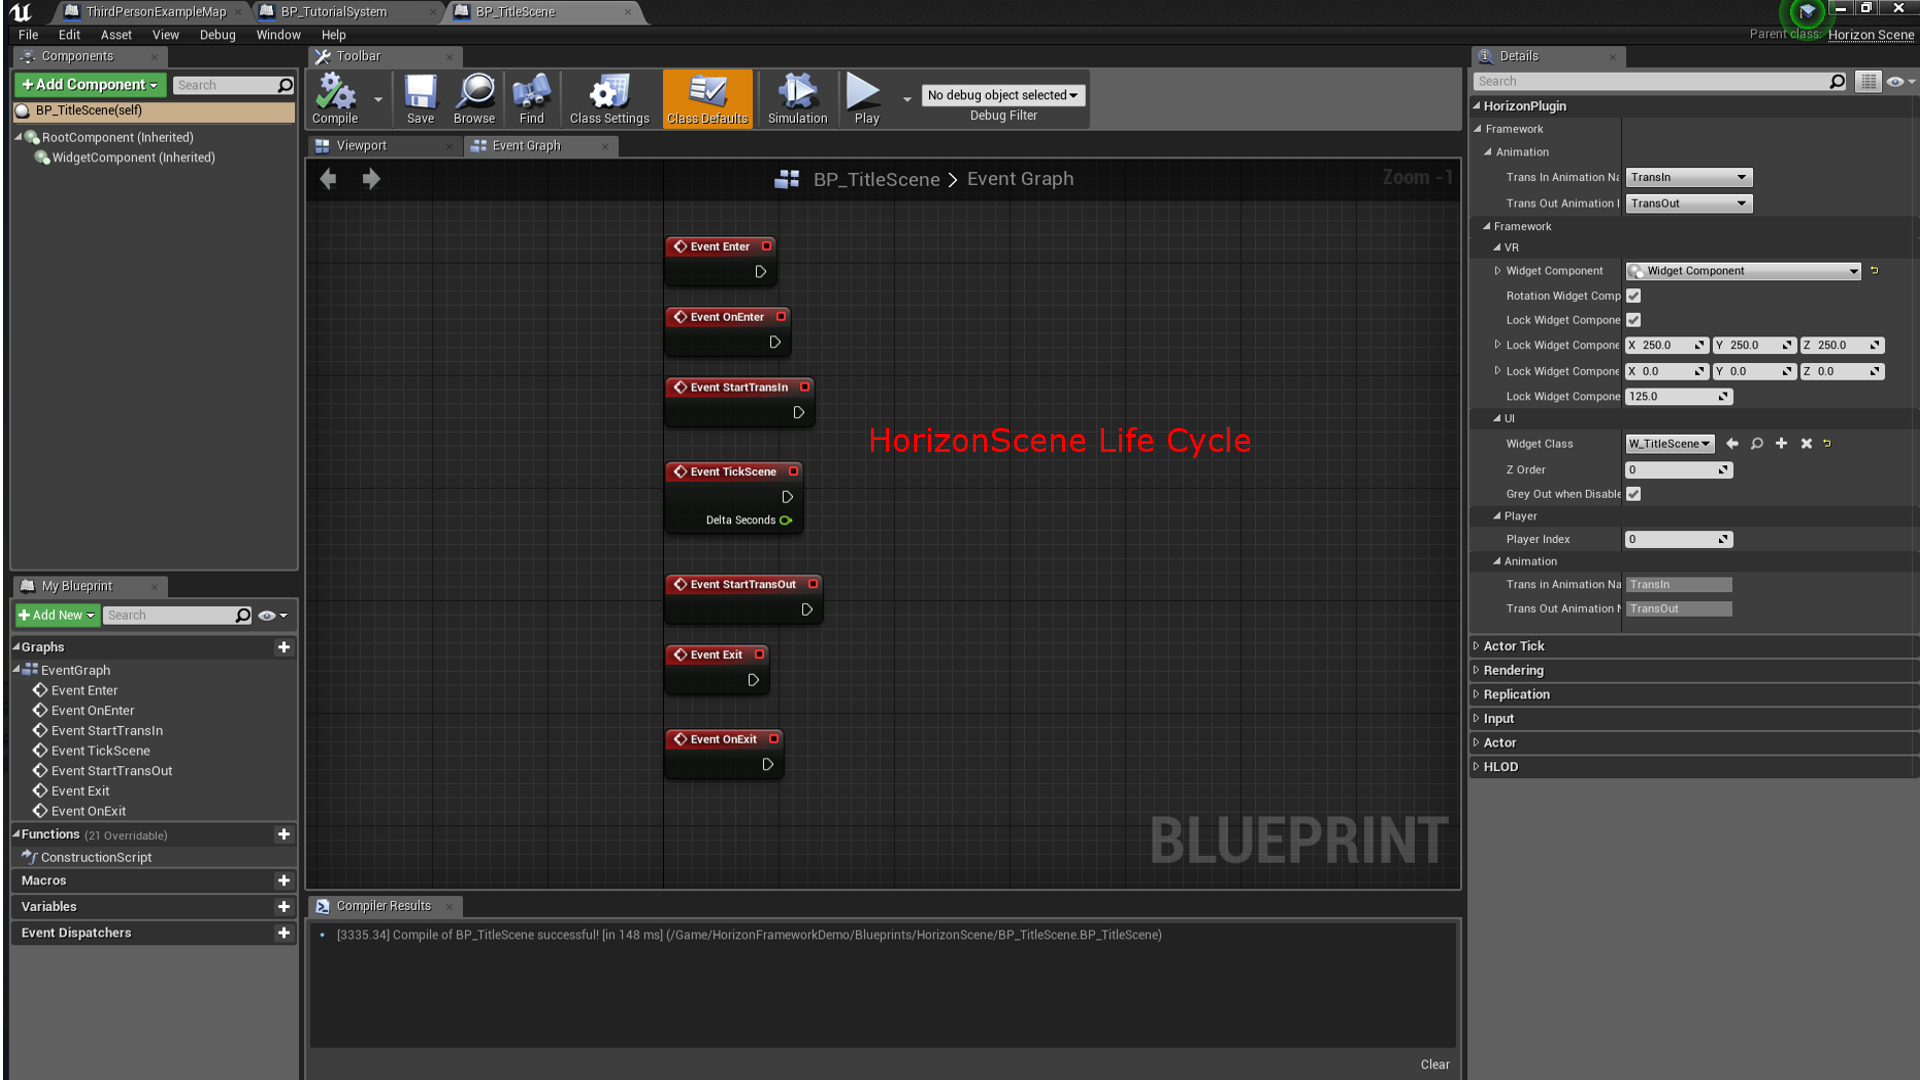 ThirdPersonExampleMap
BP_TutorialSystem
BP_TitleScene
File Edit Asset View Debug Window Help
Parent class: Horizon Scene
Components
+ Add Component
Search
BP_TitleScene(self)
RootComponent (Inherited)
WidgetComponent (Inherited)
My Blueprint
+ Add New
Search
Graphs
EventGraph
Event Enter
Event OnEnter
Event StartTransIn
Event TickScene
Event StartTransOut
Event Exit
Event OnExit
Functions (21 Overridable)
ConstructionScript
Macros
Variables
Event Dispatchers
Toolbar
Compile
Save
Browse
Find
Class Settings
Class Defaults
Simulation
Play
No debug object selected
Debug Filter
Viewport
Event Graph
BP_TitleScene > Event Graph
Zoom -1
Event Enter
Event OnEnter
Event StartTransIn
HorizonScene Life Cycle
Event TickScene
Delta Seconds
Event StartTransOut
Event Exit
Event OnExit
BLUEPRINT
Compiler Results
[3335.34] Compile of BP_TitleScene successful! [in 148 ms] (/Game/HorizonFrameworkDemo/Blueprints/HorizonScene/BP_TitleScene.BP_TitleScene)
Clear
Details
Search
HorizonPlugin
Framework
Animation
Trans In Animation Na TransIn
Trans Out Animation TransOut
Framework
VR
Widget Component Widget Component
Rotation Widget Comp
Lock Widget Compone
Lock Widget Compone X 250.0 Y 250.0 Z 250.0
Lock Widget Compone X 0.0 Y 0.0 Z 0.0
Lock Widget Compone 125.0
UI
Widget Class W_TitleScene
Z Order 0
Grey Out when Disable
Player
Player Index 0
Animation
Trans in Animation Na TransIn
Trans Out Animation N TransOut
Actor Tick
Rendering
Replication
Input
Actor
HLOD